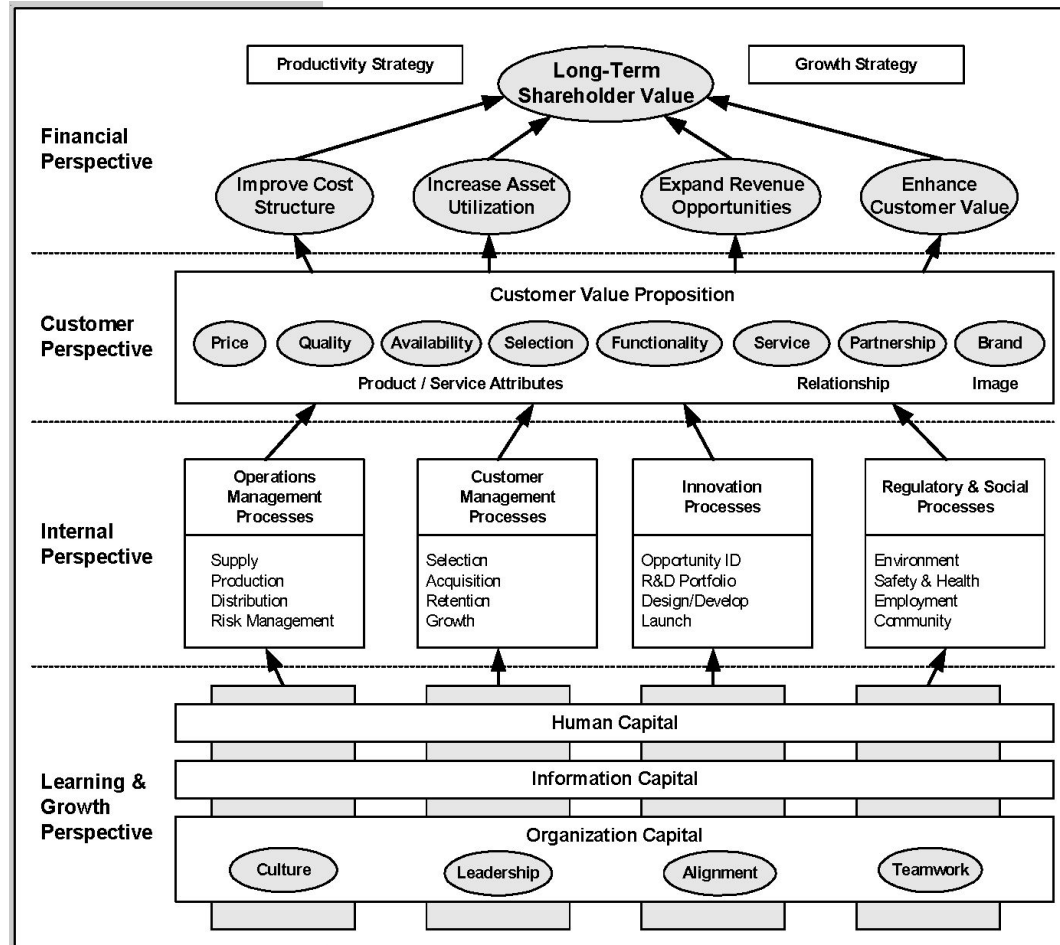 Productivity Strategy
Long-Term
Shareholder Value
Growth Strategy
Financial
Perspective
Improve Cost
Structure
Increase Asset
Utilization
Expand Revenue
Opportunities
Enhance
Customer Value
Customer
Perspective
Customer Value Proposition
Price
Quality
Availability
Selection
Functionality
Service
Partnership
Brand
Product / Service Attributes
Relationship
Image
Internal
Perspective
Operations
Management
Processes
Supply
Production
Distribution
Risk Management
Customer
Management
Processes
Selection
Acquisition
Retention
Growth
Innovation
Processes
Opportunity ID
R&D Portfolio
Design/Develop
Launch
Regulatory & Social
Processes
Environment
Safety & Health
Employment
Community
Learning &
Growth
Perspective
Human Capital
Information Capital
Organization Capital
Culture
Leadership
Alignment
Teamwork